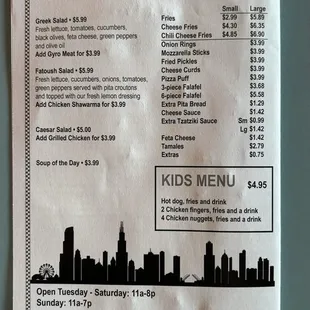 Greek Salad • $5.99
Fresh lettuce, tomatoes, cucumbers,
black olives, feta cheese, green peppers
and olive oil
Add Gyro Meat for $3.99
Fatoush Salad • $5.99
Fresh lettuce, cucumbers, onions, tomatoes,
green peppers served with pita croutons
and topped with our fresh lemon dressing
Add Chicken Shawarma for $3.99
Caesar Salad • $5.00
Add Grilled Chicken for $3.99
Soup of the Day • $3.99
Small Large
Fries $2.99 $5.89
Cheese Fries $4.30 $6.35
Chili Cheese Fries $4.85 $6.90
Onion Rings $3.99
Mozzarella Sticks $3.99
Fried Pickles $3.99
Cheese Curds $3.99
Pizza Puff $3.99
3-piece Falafel $3.68
6-piece Falafel $5.58
Extra Pita Bread $1.29
Cheese Sauce $1.42
Extra Tzatziki Sauce Sm $0.99
Lg $1.42
Feta Cheese $1.42
Tamales $2.79
Extras $0.75
KIDS MENU $4.95
Hot dog, fries and drink
2 Chicken fingers, fries and a drink
4 Chicken nuggets, fries and a drink
Open Tuesday - Saturday: 11a-8p
Sunday: 11a-7p